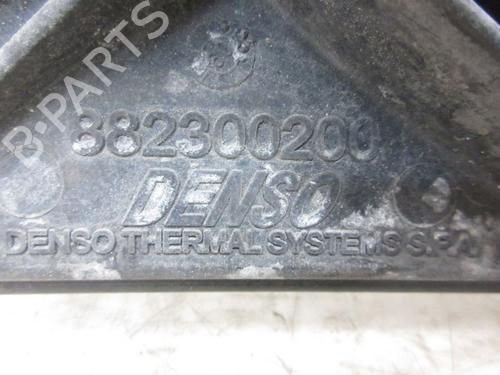 B-PARTS
882300200
DENSO
DENSO THERMAL SYSTEMS S.P.A.